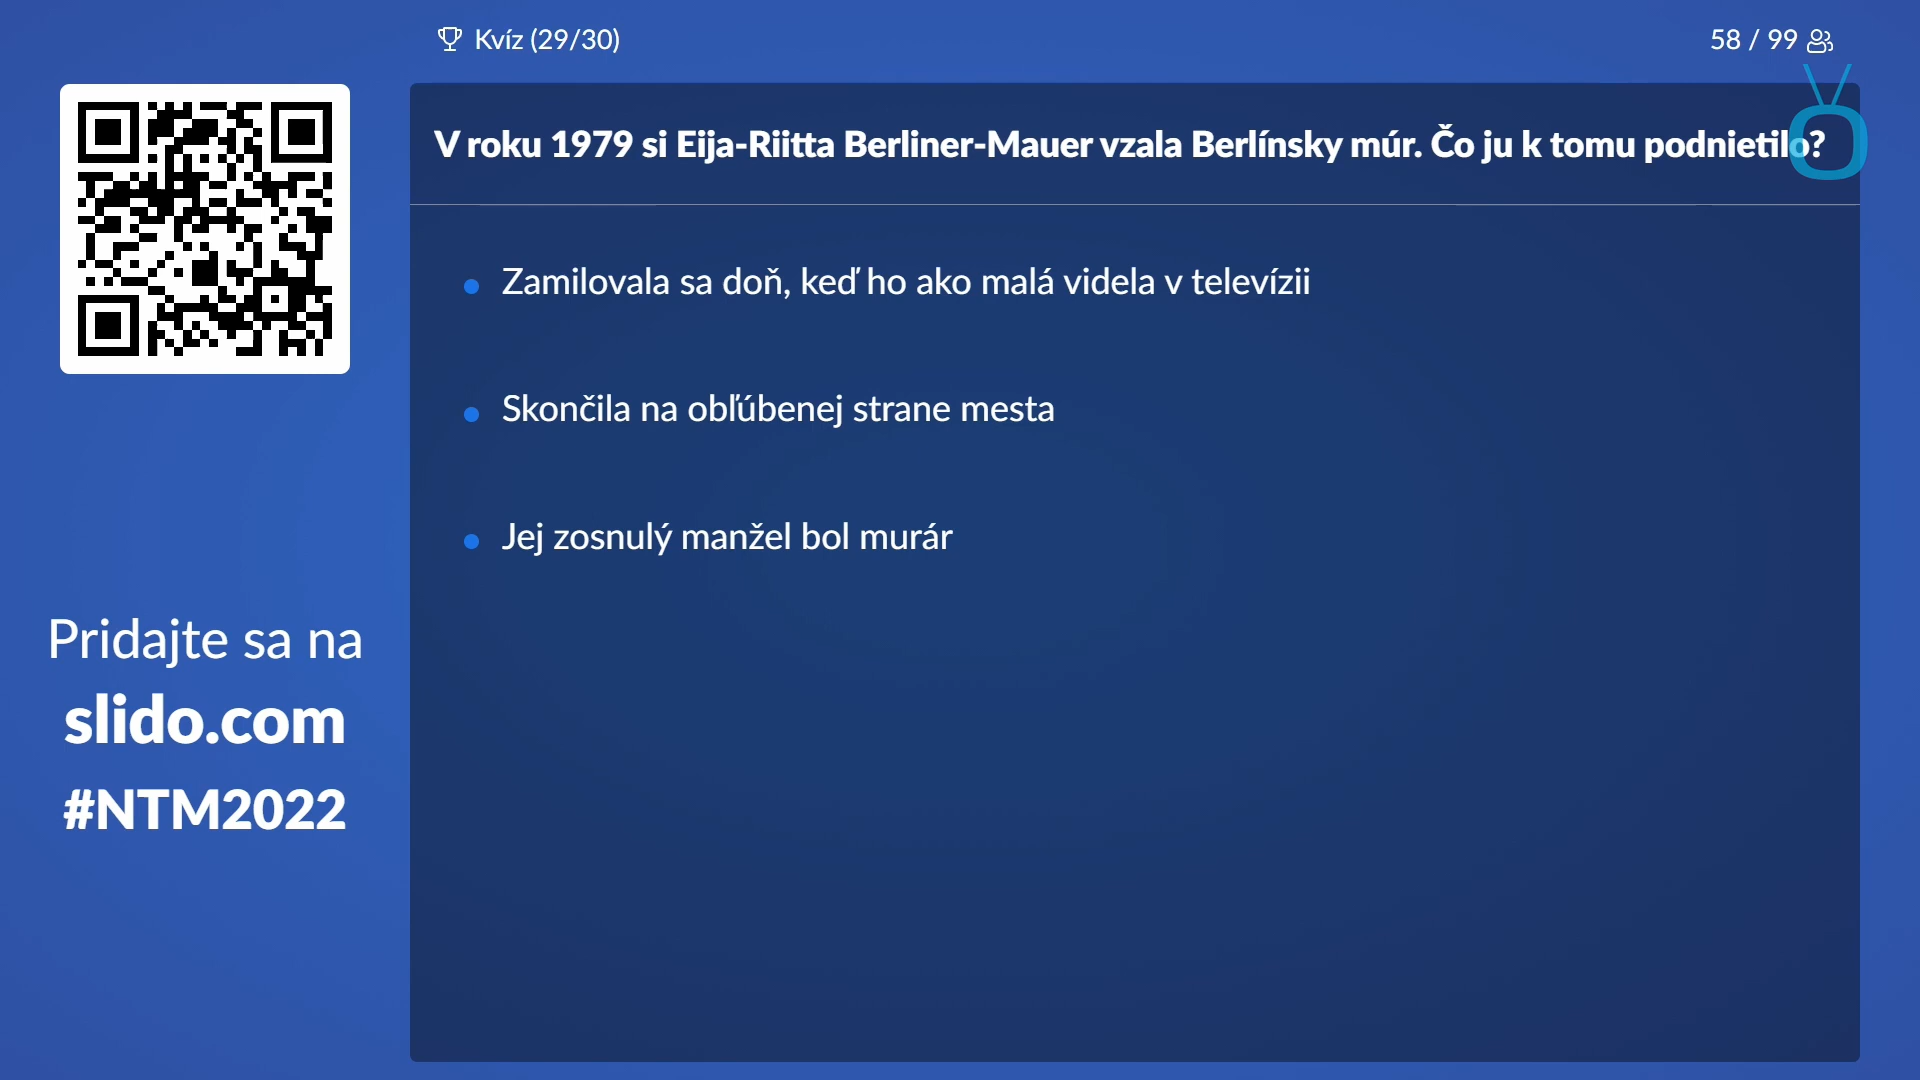 Kvíz (29/30)
58 / 99
V roku 1979 si Eija-Riitta Berliner-Mauer vzala Berlínsky múr. Čo ju k tomu podnietilo?
Zamilovala sa doň, keď ho ako malá videla v televízii
Skončila na obľúbenej strane mesta
Jej zosnulý manžel bol murár
Pridajte sa na
slido.com
#NTM2022